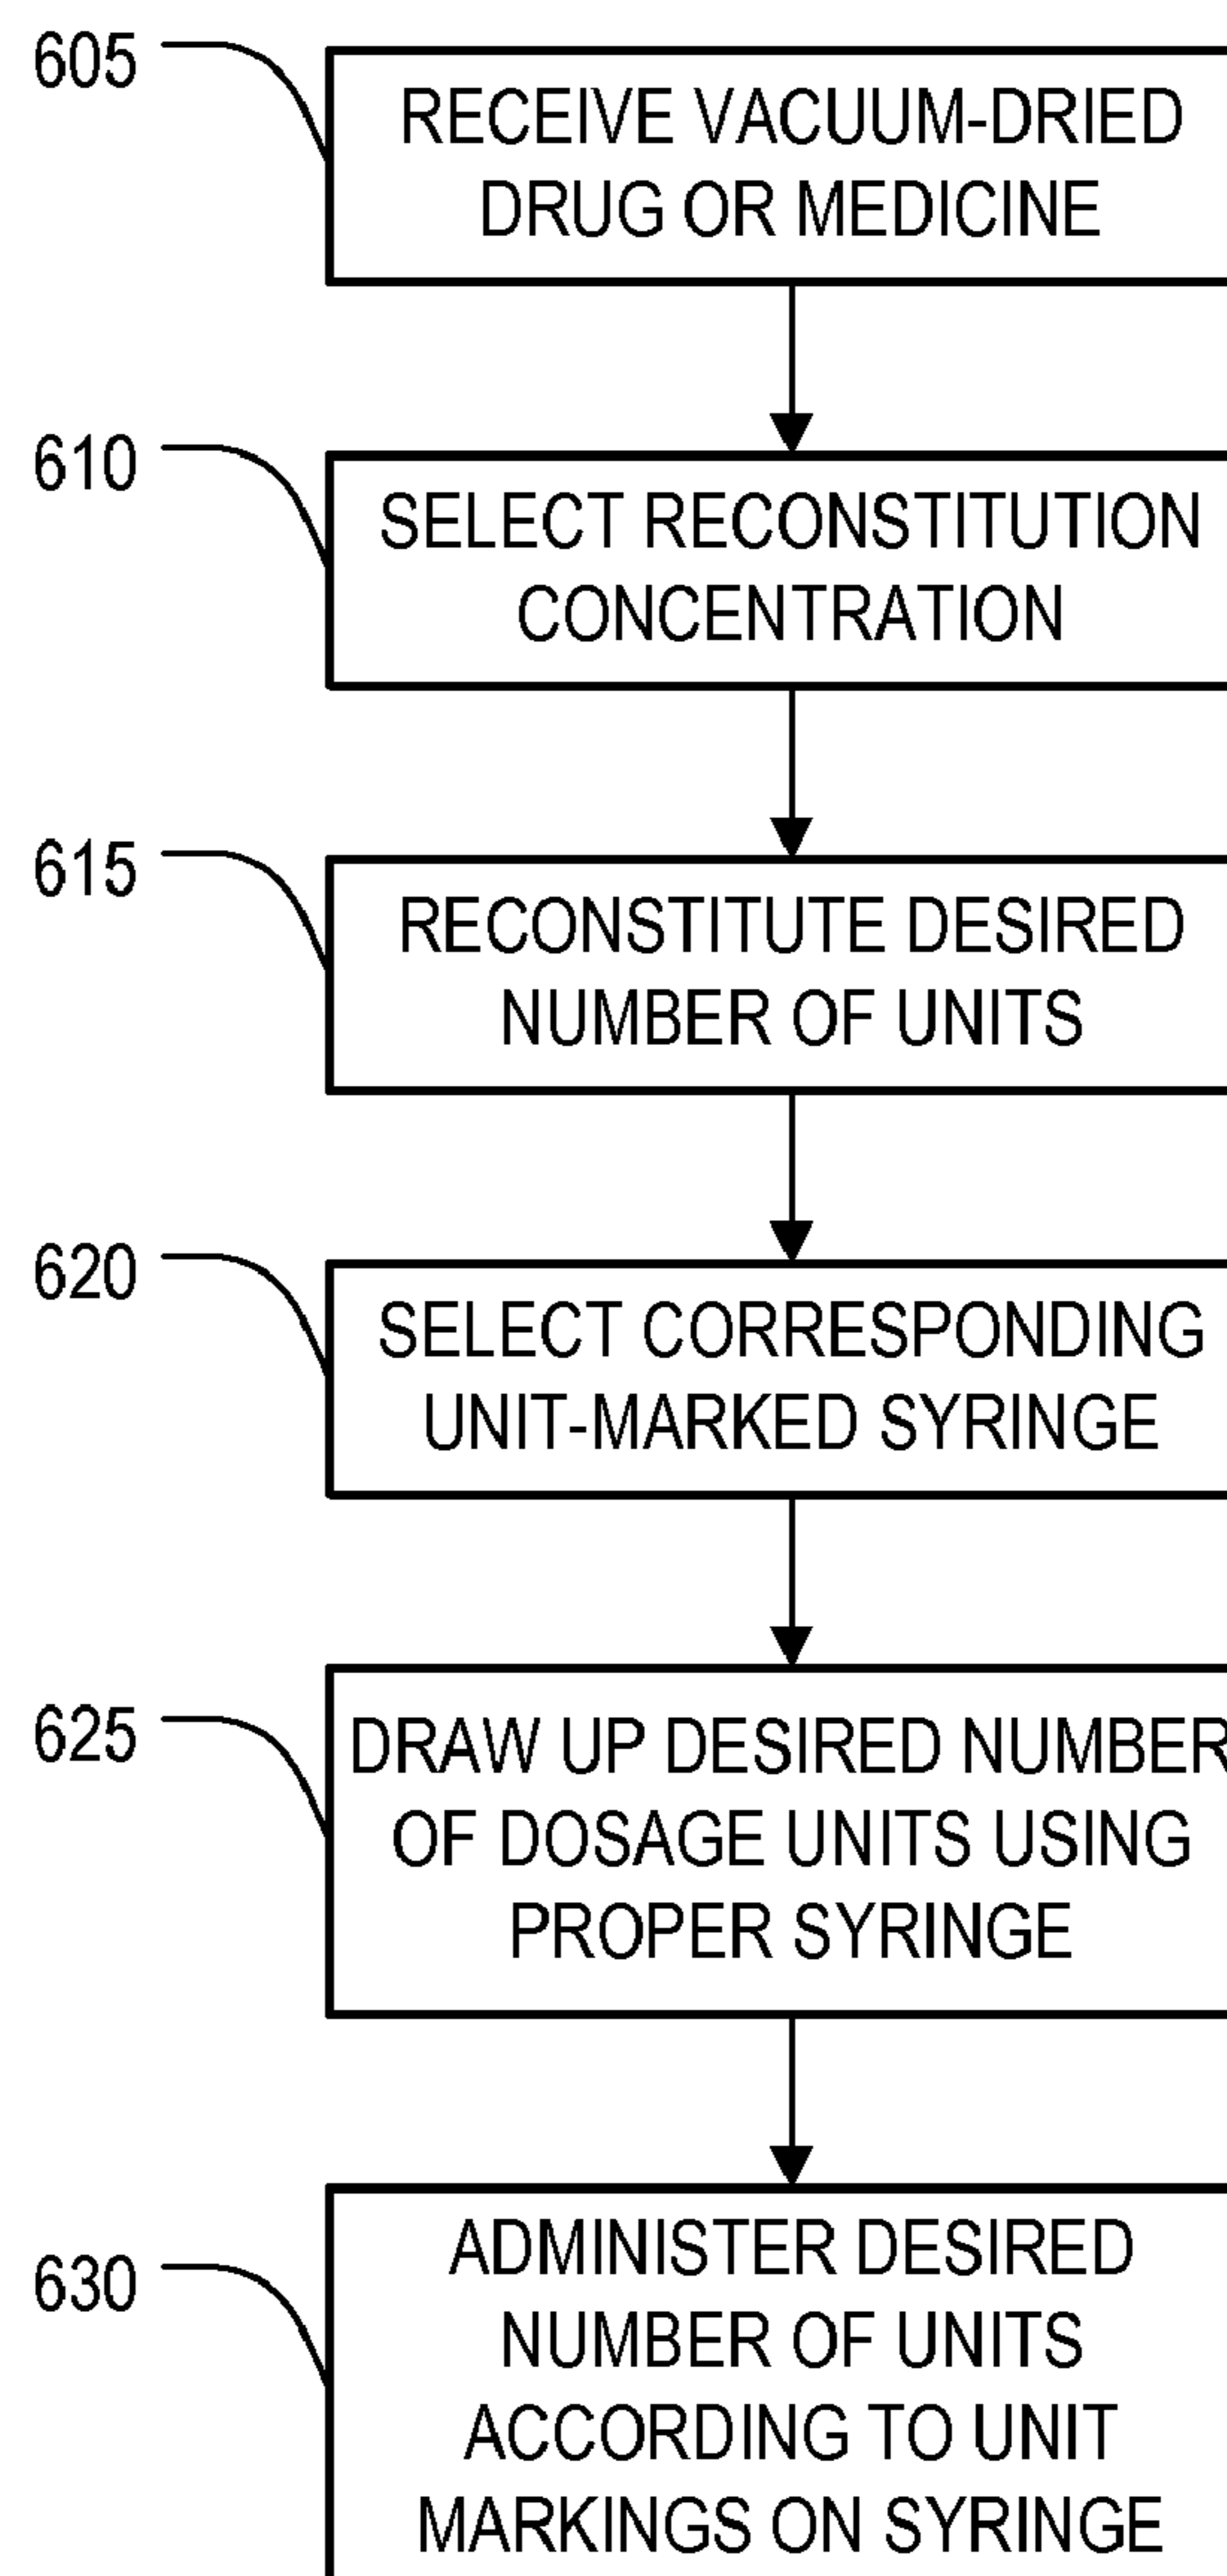 605
RECEIVE VACUUM-DRIED
DRUG OR MEDICINE
610
SELECT RECONSTITUTION
CONCENTRATION
615
RECONSTITUTE DESIRED
NUMBER OF UNITS
620
SELECT CORRESPONDING
UNIT-MARKED SYRINGE
625
DRAW UP DESIRED NUMBER
OF DOSAGE UNITS USING
PROPER SYRINGE
630
ADMINISTER DESIRED
NUMBER OF UNITS
ACCORDING TO UNIT
MARKINGS ON SYRINGE